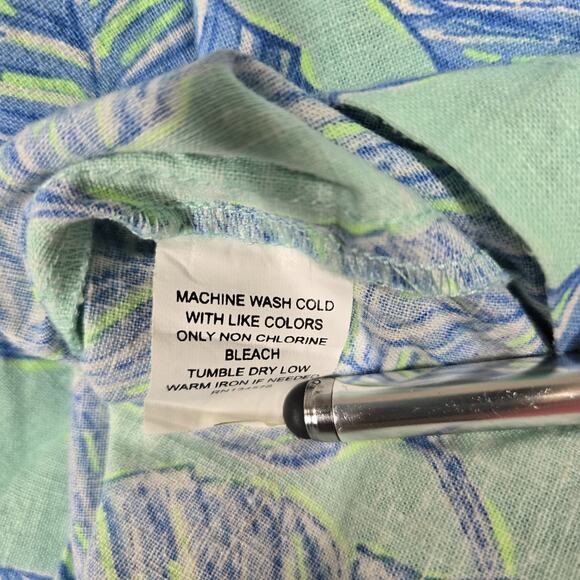 MACHINE WASH COLD
WITH LIKE COLORS
ONLY NON CHLORINE
BLEACH
TUMBLE DRY LOW
WARM IRON IF NEEDED